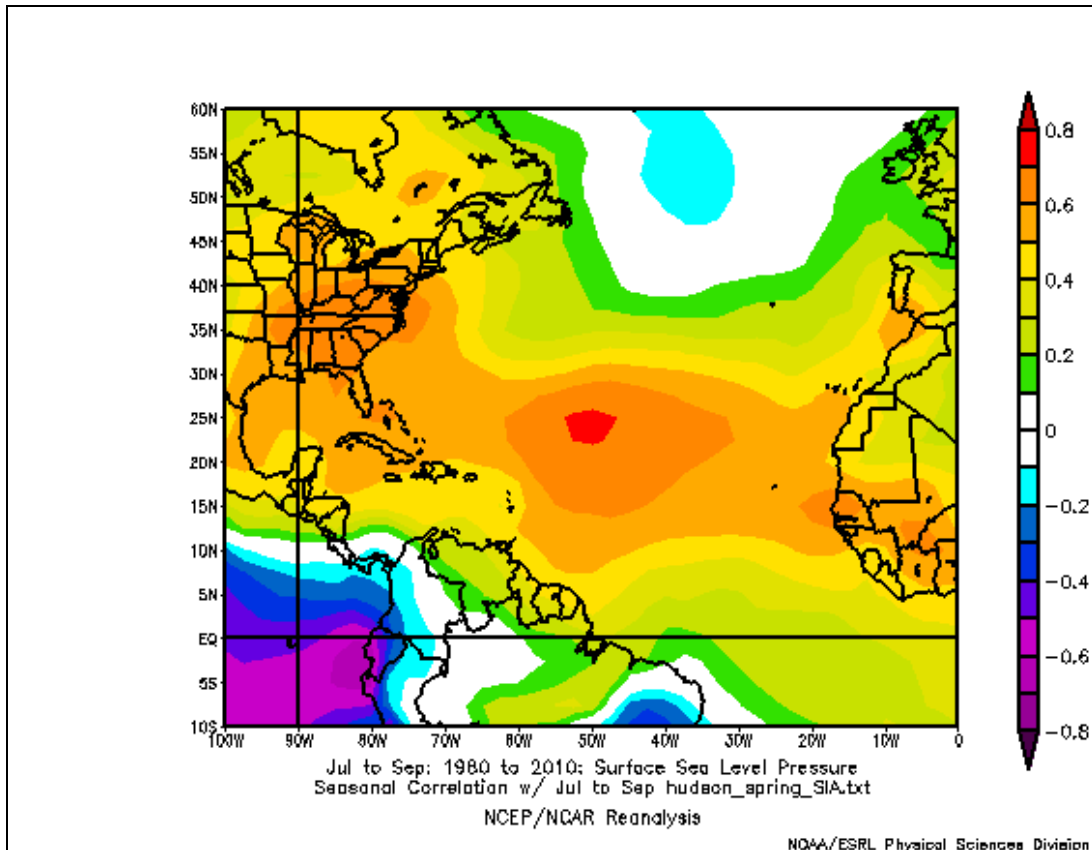 60N
55N
50N
45N
40N
35N
30N
25N
20N
15N
10N
5N
EQ
5S
10S
100W 90W 80W 70W 60W 50W 40W 30W 20W 10W 0
0.8
0.6
0.4
0.2
0
-0.2
-0.4
-0.6
-0.8
Jul to Sep: 1980 to 2010: Surface Sea Level Pressure
Seasonal Correlation w/ Jul to Sep hudson_spring_SIA.txt
NCEP/NCAR Reanalysis
NOAA/ESRL Physical Sciences Division